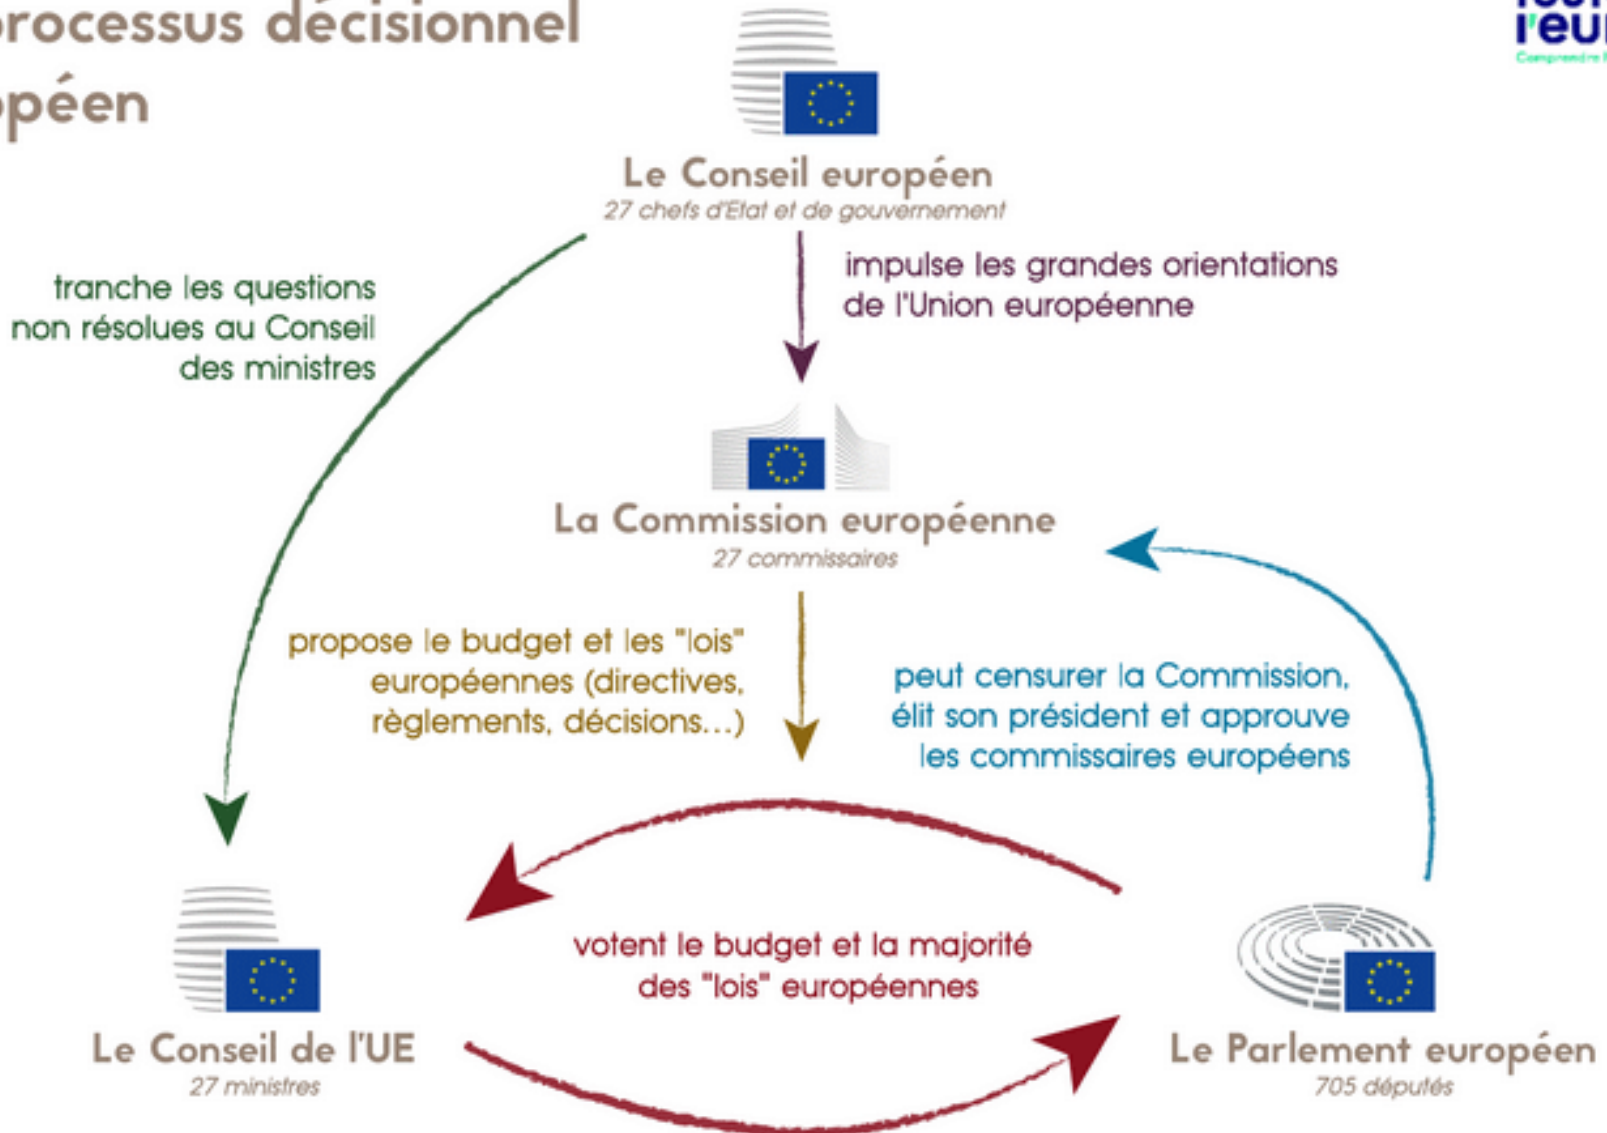 processus décisionnel
opéen
l'eu
Le Conseil européen
27 chefs d'Etat et de gouvernement
tranche les questions
non résolues au Conseil
des ministres
impulse les grandes orientations
de l'Union européenne
La Commission européenne
27 commissaires
propose le budget et les "lois"
européennes (directives,
règlements, décisions...)
peut censurer la Commission,
élit son président et approuve
les commissaires européens
votent le budget et la majorité
des "lois" européennes
Le Conseil de l'UE
27 ministres
Le Parlement européen
705 députés